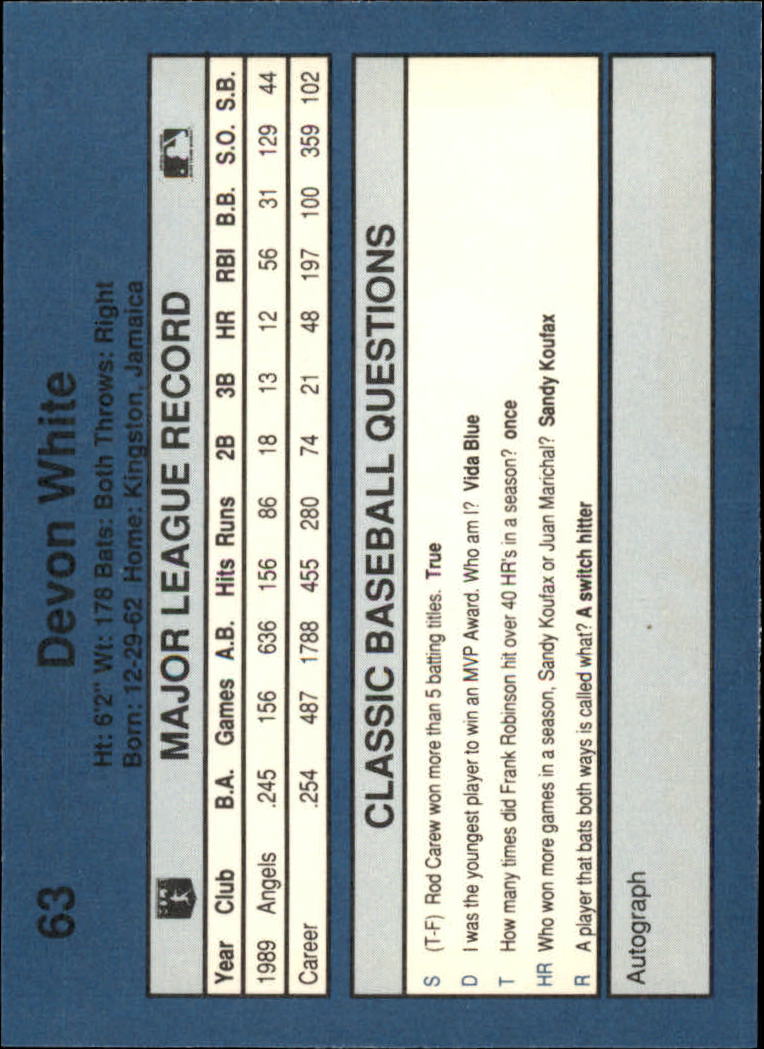 63 Devon White
Ht: 6'2" Wt: 178 Bats: Both Throws: Right
Born: 12-29-62 Home: Kingston, Jamaica
MAJOR LEAGUE RECORD
Year Club B.A. Games A.B. Hits Runs 2B 3B HR RBI B.B. S.O. S.B.
1989 Angels .245 156 636 156 86 18 13 12 56 31 129 44
Career .254 487 1788 455 280 74 21 48 197 100 359 102
CLASSIC BASEBALL QUESTIONS
S (T-F) Rod Carew won more than 5 batting titles. True
D I was the youngest player to win an MVP Award. Who am I? Vida Blue
T How many times did Frank Robinson hit over 40 HR's in a season? once
HR Who won more games in a season, Sandy Koufax or Juan Marichal? Sandy Koufax
R A player that bats both ways is called what? A switch hitter
Autograph